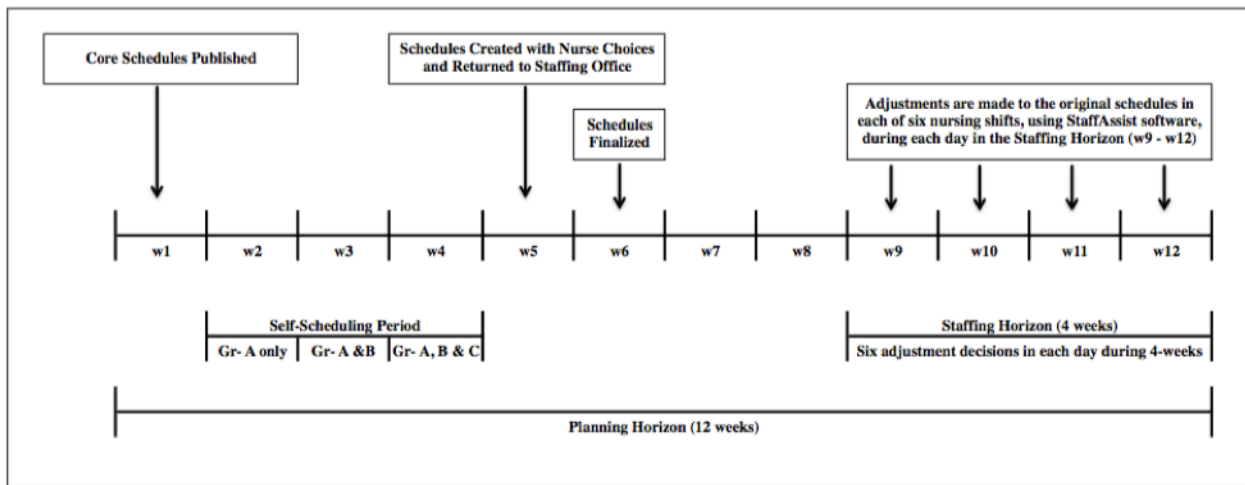 Core Schedules Published
Schedules Created with Nurse Choices
and Returned to Staffing Office
Schedules
Finalized
Adjustments are made to the original schedules in
each of six nursing shifts, using StaffAssist software,
during each day in the Staffing Horizon (w9 - w12)
w1 w2 w3 w4 w5 w6 w7 w8 w9 w10 w11 w12
Self-Scheduling Period
Gr- A only Gr- A &B Gr- A, B & C
Staffing Horizon (4 weeks)
Six adjustment decisions in each day during 4-weeks
Planning Horizon (12 weeks)